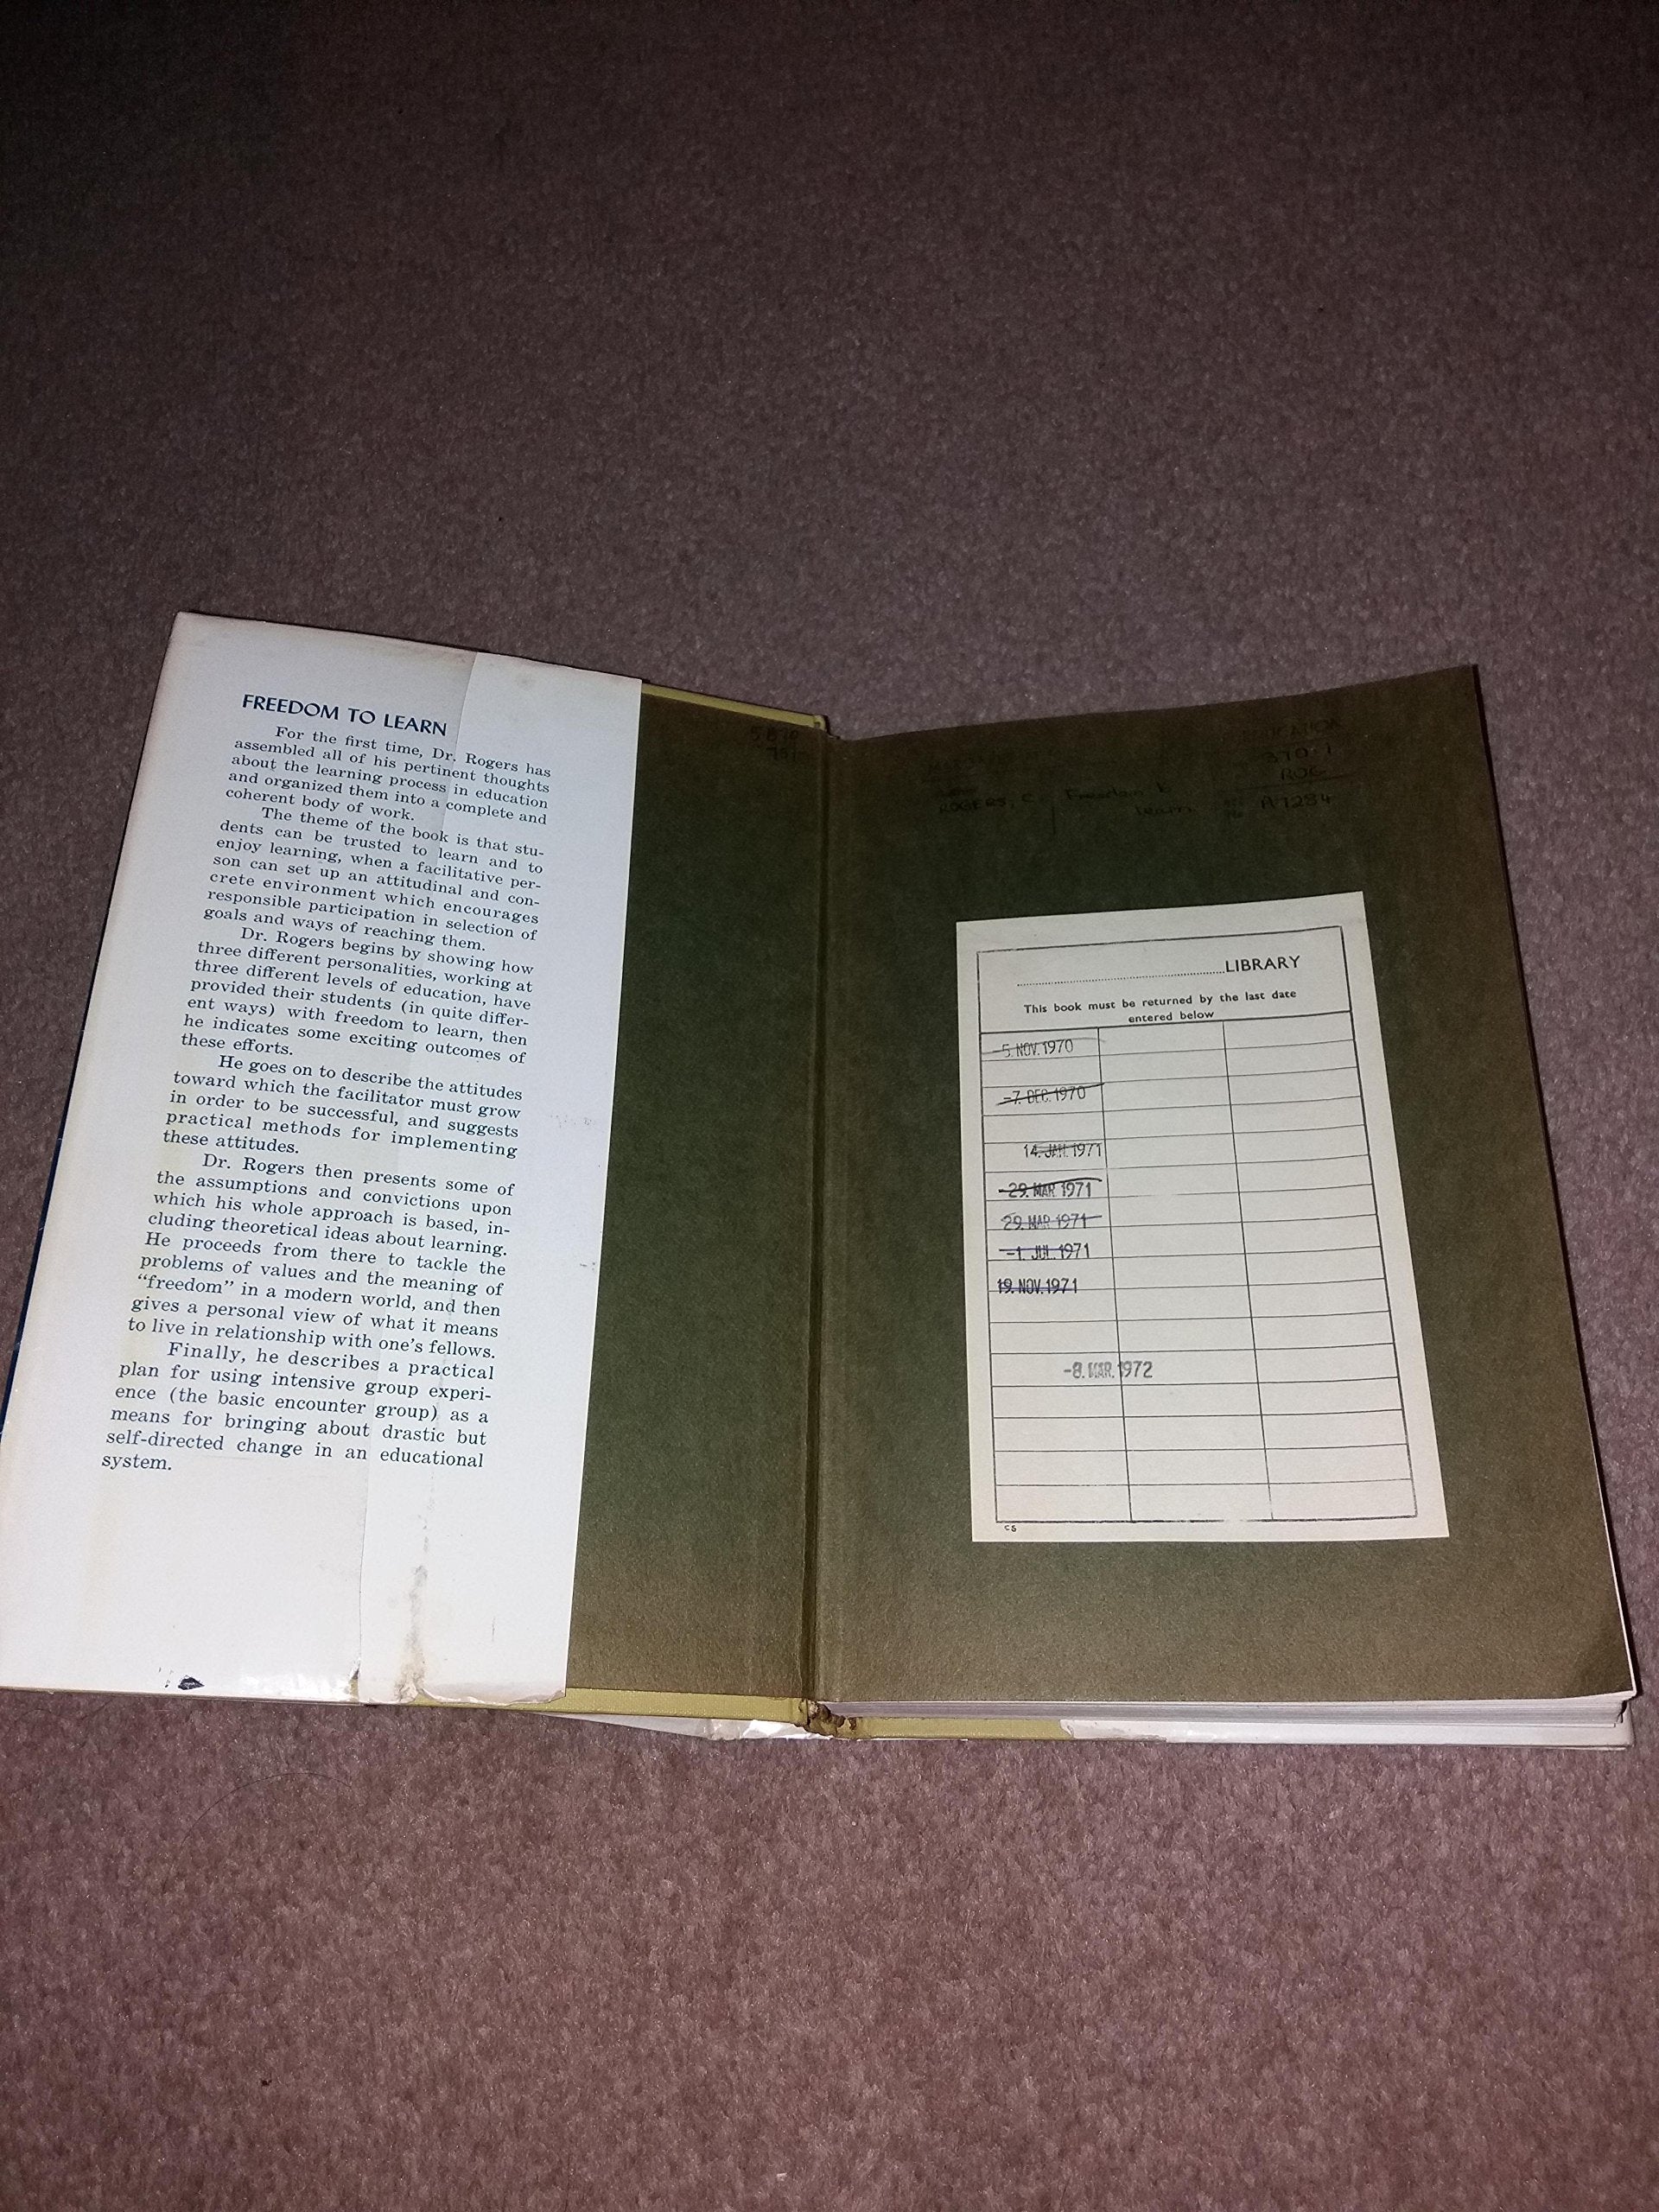 FREEDOM TO LEARN
For the first time, Dr. Rogers has
assembled all of his pertinent thoughts
about the learning process in education
and organized them into a complete and
coherent body of work.
The theme of the book is that stu-
dents can be trusted to learn and to
enjoy learning, when a facilitative per-
son can set up an attitudinal and con-
crete environment which encourages
responsible participation in selection of
goals and ways of reaching them.
Dr. Rogers begins by showing how
three different personalities, working at
three different levels of education, have
provided their students (in quite differ-
ent ways) with freedom to learn, then
he indicates some exciting outcomes of
these efforts.
He goes on to describe the attitudes
toward which the facilitator must grow
in order to be successful, and suggests
practical methods for implementing
these attitudes.
Dr. Rogers then presents some of
the assumptions and convictions upon
which his whole approach is based, in-
cluding theoretical ideas about learning.
He proceeds from there to tackle the
problems of values and the meaning of
“freedom” in a modern world, and then
gives a personal view of what it means
to live in relationship with one's fellows.
Finally, he describes a practical
plan for using intensive group experi-
ence (the basic encounter group) as a
means for bringing about drastic but
self-directed change in an educational
system.
EDUCATION
370.1
ROG
ROGERS, C. Freedom to
learn. A7284
LIBRARY
This book must be returned by the last date
entered below
-5. NOV. 1970
-7. DEC. 1970
14. JAN. 1971
-29. MAR 1971
29. MAR 1971
-1. JUL. 1971
19. NOV. 1971
-8. MAR. 1972
CS